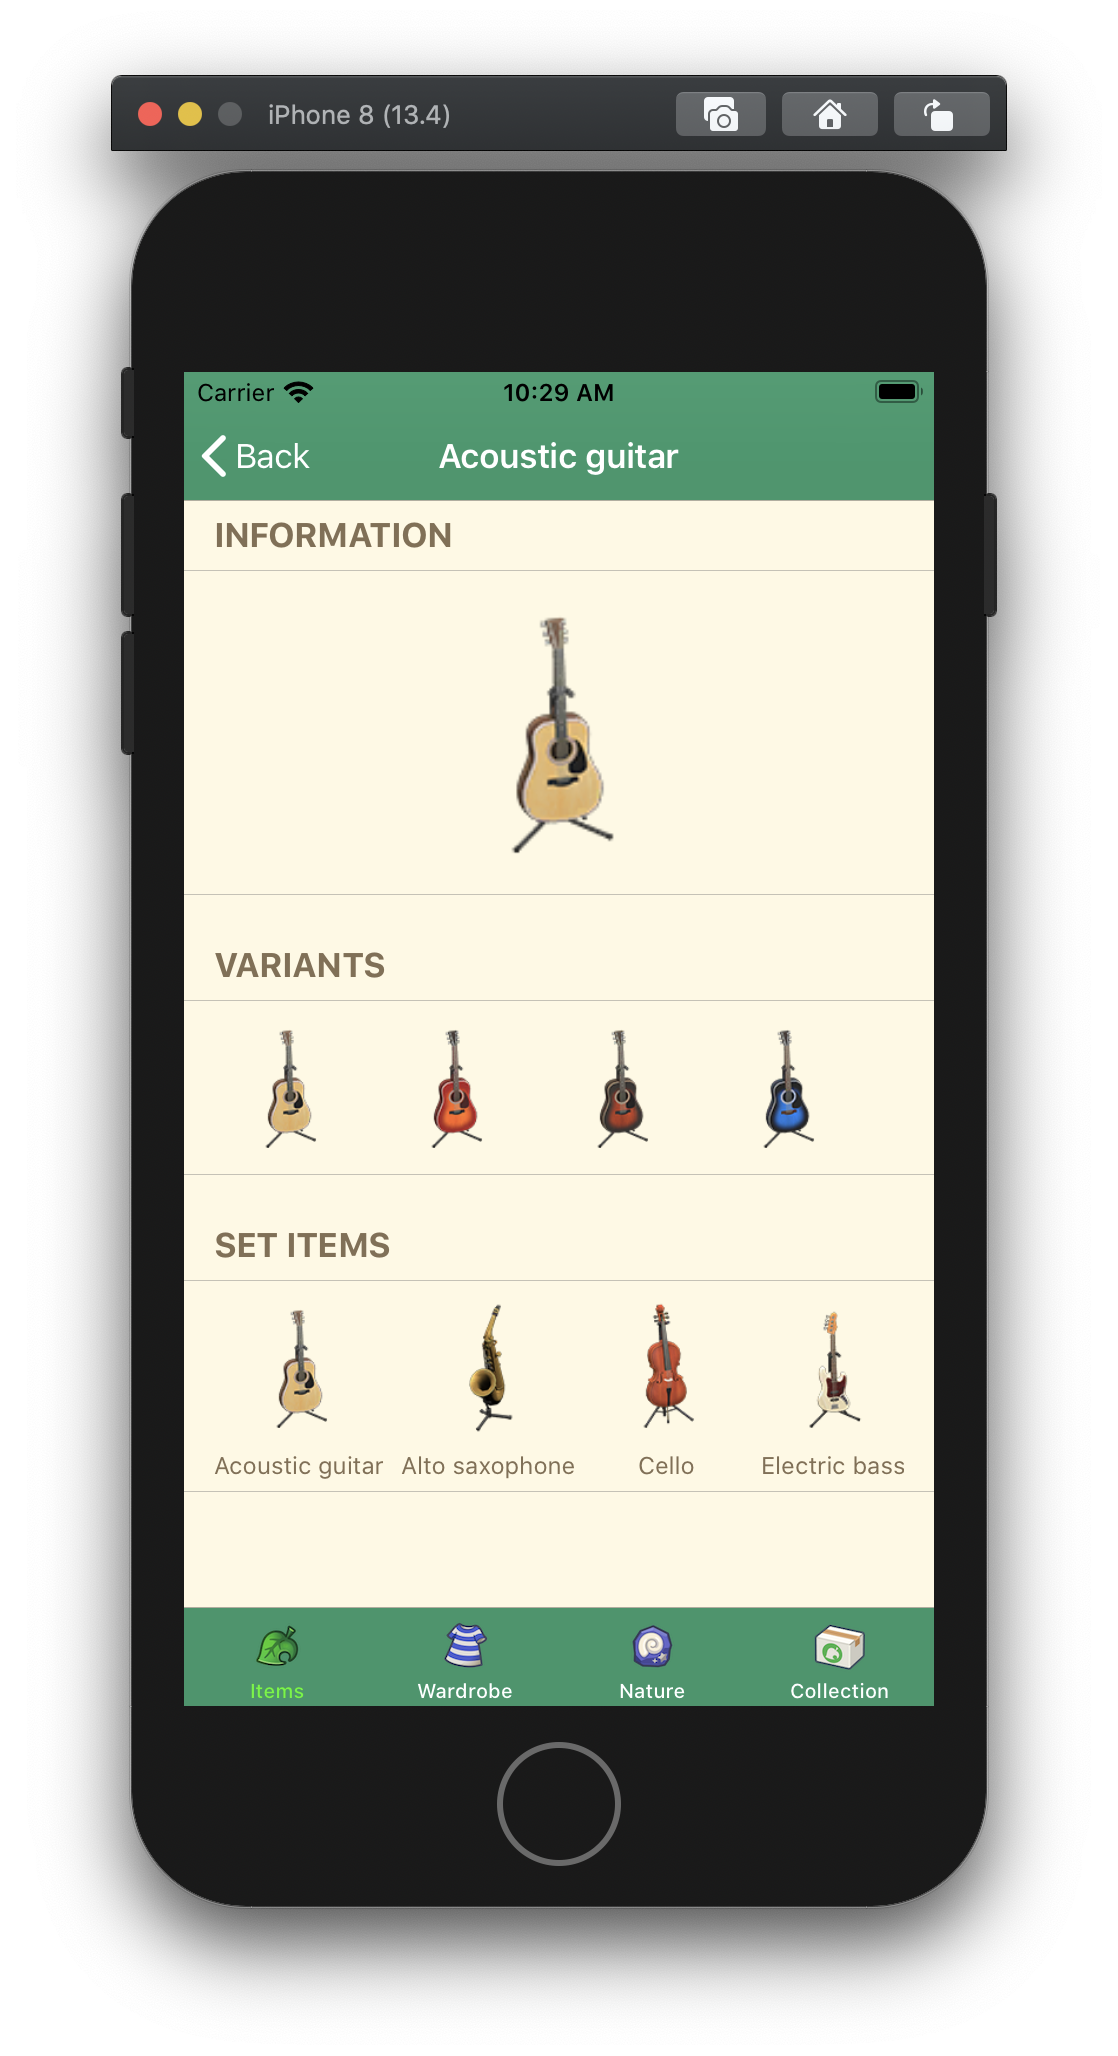 iPhone 8 (13.4)
Carrier 10:29 AM
Back Acoustic guitar
INFORMATION
VARIANTS
SET ITEMS
Acoustic guitar Alto saxophone Cello Electric bass
Items Wardrobe Nature Collection